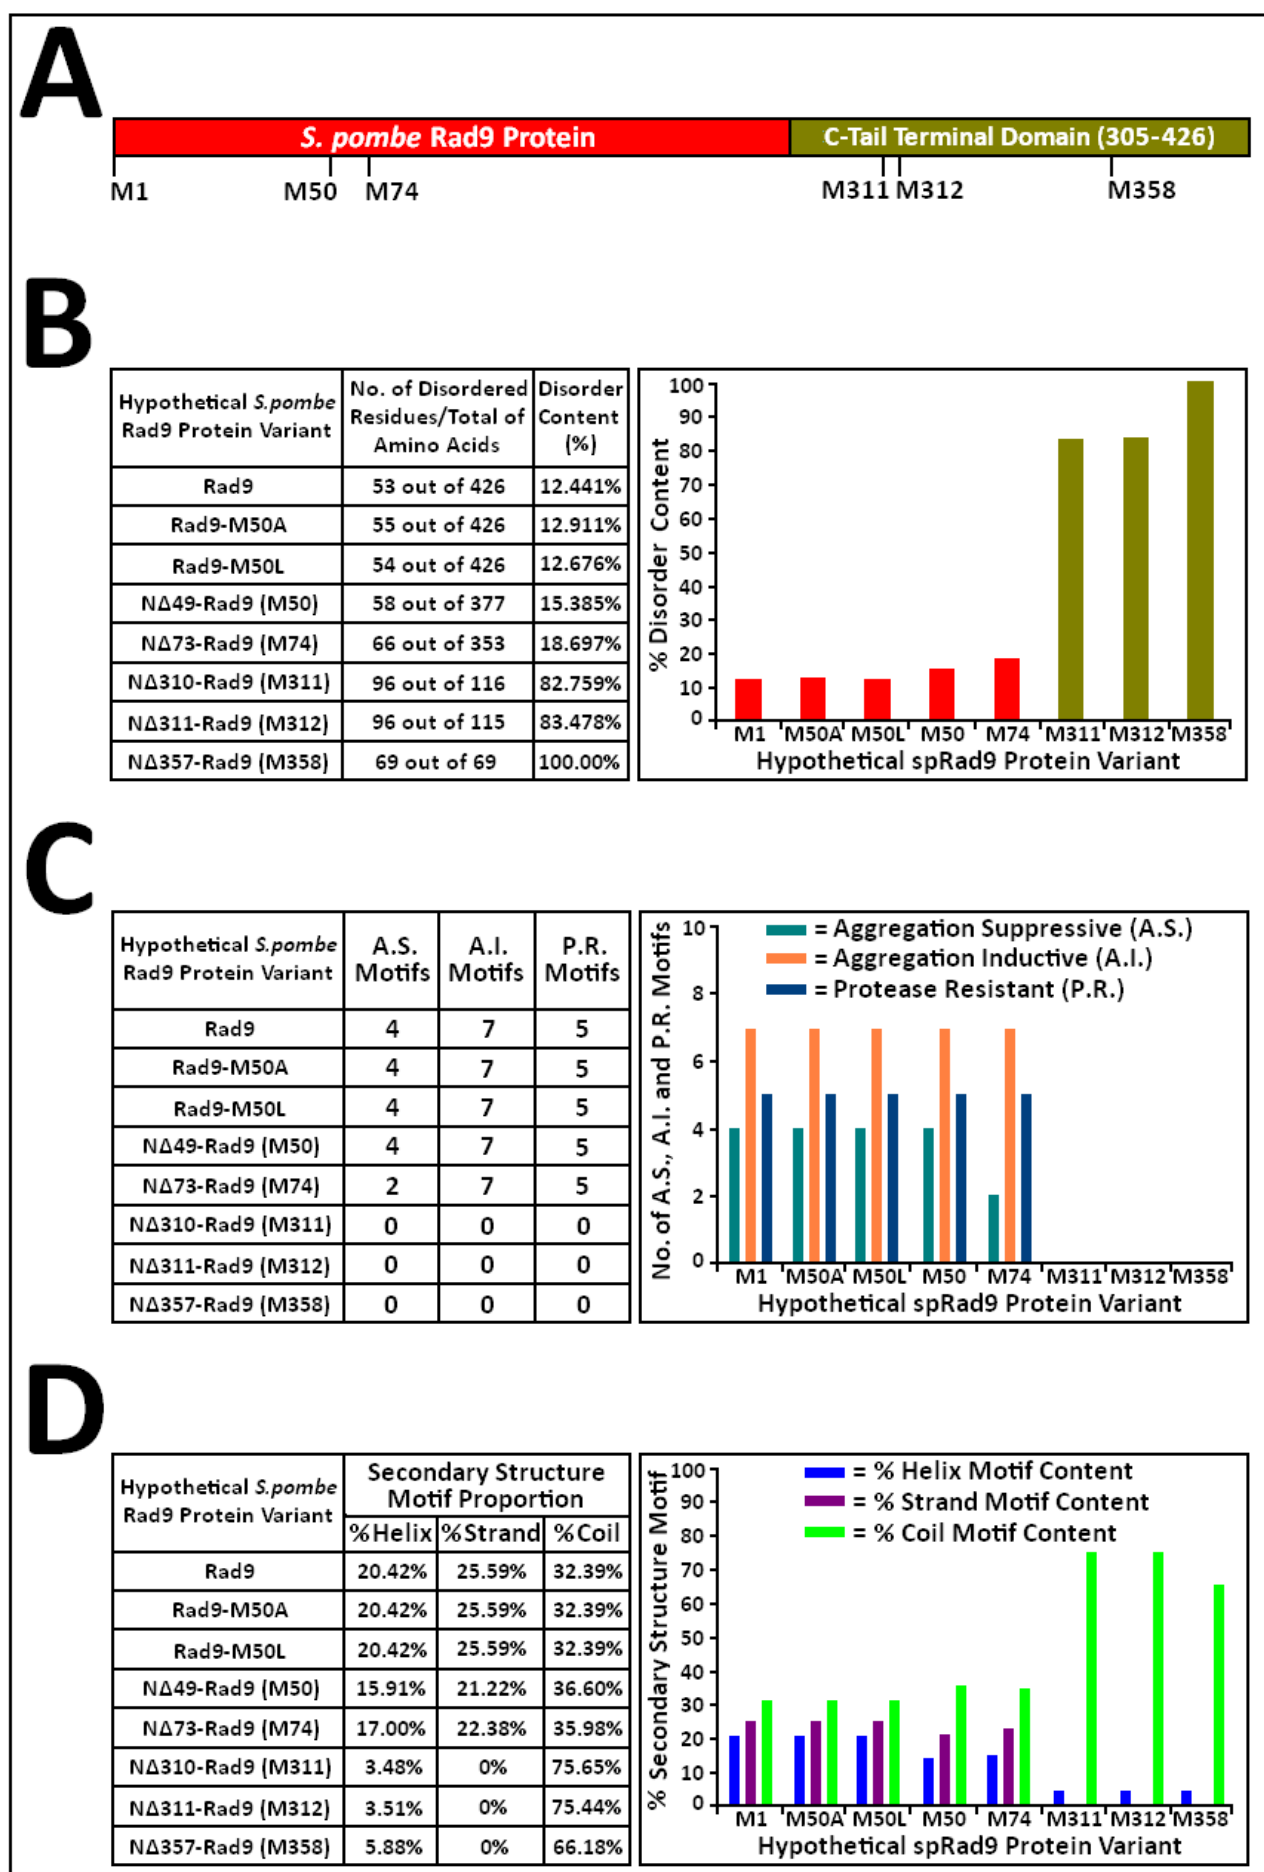 A
S. pombe Rad9 Protein
C-Tail Terminal Domain (305-426)
M1
M50
M74
M311
M312
M358
B
Hypothetical S.pombe
Rad9 Protein Variant
No. of Disordered
Residues/Total of
Amino Acids
Disorder
Content
(%)
Rad9 53 out of 426 12.441%
Rad9-M50A 55 out of 426 12.911%
Rad9-M50L 54 out of 426 12.676%
NΔ49-Rad9 (M50) 58 out of 377 15.385%
NΔ73-Rad9 (M74) 66 out of 353 18.697%
NΔ310-Rad9 (M311) 96 out of 116 82.759%
NΔ311-Rad9 (M312) 96 out of 115 83.478%
NΔ357-Rad9 (M358) 69 out of 69 100.00%
% Disorder Content
100
90
80
70
60
50
40
30
20
10
0
M1 M50A M50L M50 M74 M311 M312 M358
Hypothetical spRad9 Protein Variant
C
Hypothetical S.pombe
Rad9 Protein Variant
A.S.
Motifs
A.I.
Motifs
P.R.
Motifs
Rad9 4 7 5
Rad9-M50A 4 7 5
Rad9-M50L 4 7 5
NΔ49-Rad9 (M50) 4 7 5
NΔ73-Rad9 (M74) 2 7 5
NΔ310-Rad9 (M311) 0 0 0
NΔ311-Rad9 (M312) 0 0 0
NΔ357-Rad9 (M358) 0 0 0
No. of A.S., A.I. and P.R. Motifs
10
8
6
4
2
0
= Aggregation Suppressive (A.S.)
= Aggregation Inductive (A.I.)
= Protease Resistant (P.R.)
M1 M50A M50L M50 M74 M311 M312 M358
Hypothetical spRad9 Protein Variant
D
Hypothetical S.pombe
Rad9 Protein Variant
Secondary Structure
Motif Proportion
%Helix %Strand %Coil
Rad9 20.42% 25.59% 32.39%
Rad9-M50A 20.42% 25.59% 32.39%
Rad9-M50L 20.42% 25.59% 32.39%
NΔ49-Rad9 (M50) 15.91% 21.22% 36.60%
NΔ73-Rad9 (M74) 17.00% 22.38% 35.98%
NΔ310-Rad9 (M311) 3.48% 0% 75.65%
NΔ311-Rad9 (M312) 3.51% 0% 75.44%
NΔ357-Rad9 (M358) 5.88% 0% 66.18%
% Secondary Structure Motif
100
90
80
70
60
50
40
30
20
10
0
= % Helix Motif Content
= % Strand Motif Content
= % Coil Motif Content
M1 M50A M50L M50 M74 M311 M312 M358
Hypothetical spRad9 Protein Variant